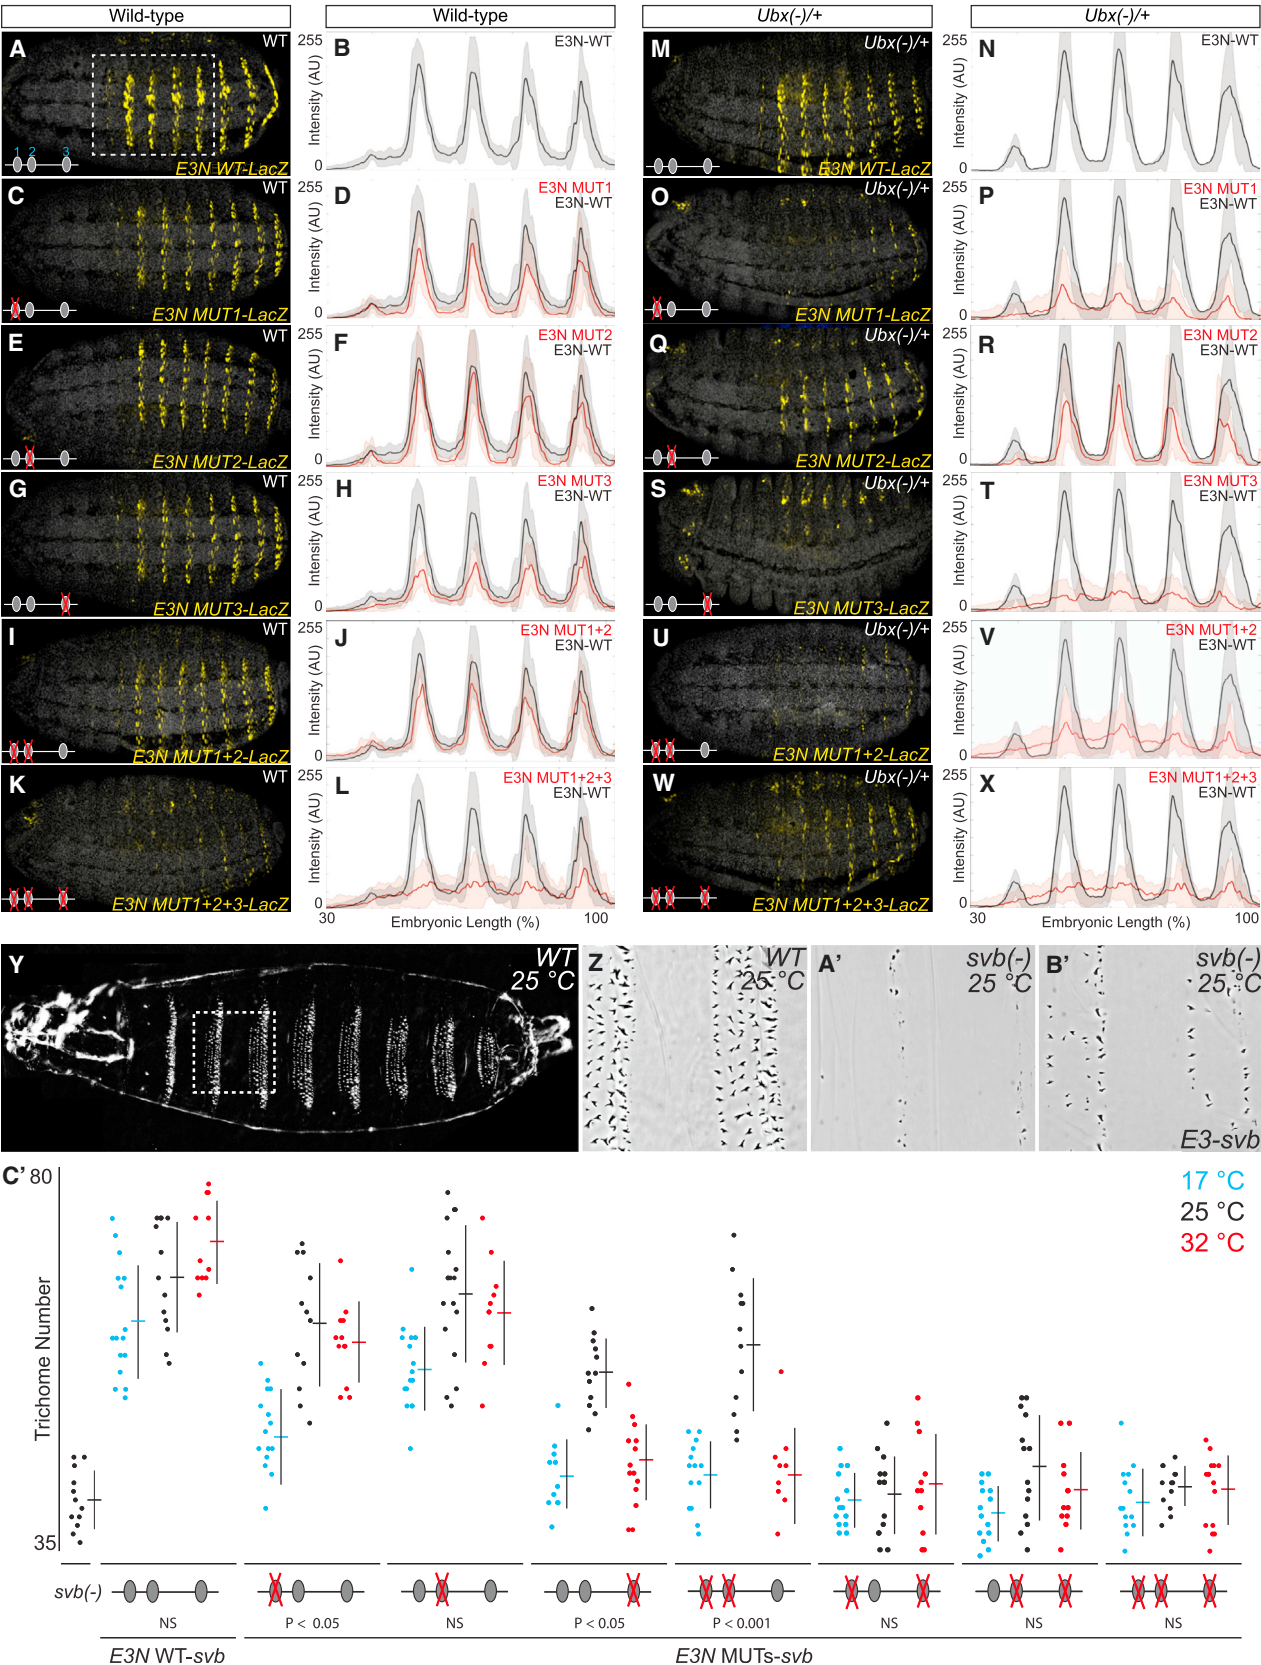 Wild-type
Wild-type
Ubx(-)/+
Ubx(-)/+
A
WT
1 2 3
E3N WT-LacZ
B
255
E3N-WT
Intensity (AU)
0
M
Ubx(-)/+
E3N WT-LacZ
N
255
E3N-WT
Intensity (AU)
0
C
WT
E3N MUT1-LacZ
D
255
E3N MUT1
E3N-WT
Intensity (AU)
0
O
Ubx(-)/+
E3N MUT1-LacZ
P
255
E3N MUT1
E3N-WT
Intensity (AU)
0
E
WT
E3N MUT2-LacZ
F
255
E3N MUT2
E3N-WT
Intensity (AU)
0
Q
Ubx(-)/+
E3N MUT2-LacZ
R
255
E3N MUT2
E3N-WT
Intensity (AU)
0
G
WT
E3N MUT3-LacZ
H
255
E3N MUT3
E3N-WT
Intensity (AU)
0
S
Ubx(-)/+
E3N MUT3-LacZ
T
255
E3N MUT3
E3N-WT
Intensity (AU)
0
I
WT
E3N MUT1+2-LacZ
J
255
E3N MUT1+2
E3N-WT
Intensity (AU)
0
U
Ubx(-)/+
E3N MUT1+2-LacZ
V
255
E3N MUT1+2
E3N-WT
Intensity (AU)
0
K
WT
E3N MUT1+2+3-LacZ
L
255
E3N MUT1+2+3
E3N-WT
Intensity (AU)
0
30 Embryonic Length (%) 100
W
Ubx(-)/+
E3N MUT1+2+3-LacZ
X
255
E3N MUT1+2+3
E3N-WT
Intensity (AU)
0
30 Embryonic Length (%) 100
Y
WT
25 °C
Z
WT
25 °C
A'
svb(-)
25 °C
B'
svb(-)
25 °C
E3-svb
C'
80
Trichome Number
35
17 °C
25 °C
32 °C
svb(-)
NS P < 0.05 NS P < 0.05 P < 0.001 NS NS NS
E3N WT-svb E3N MUTs-svb